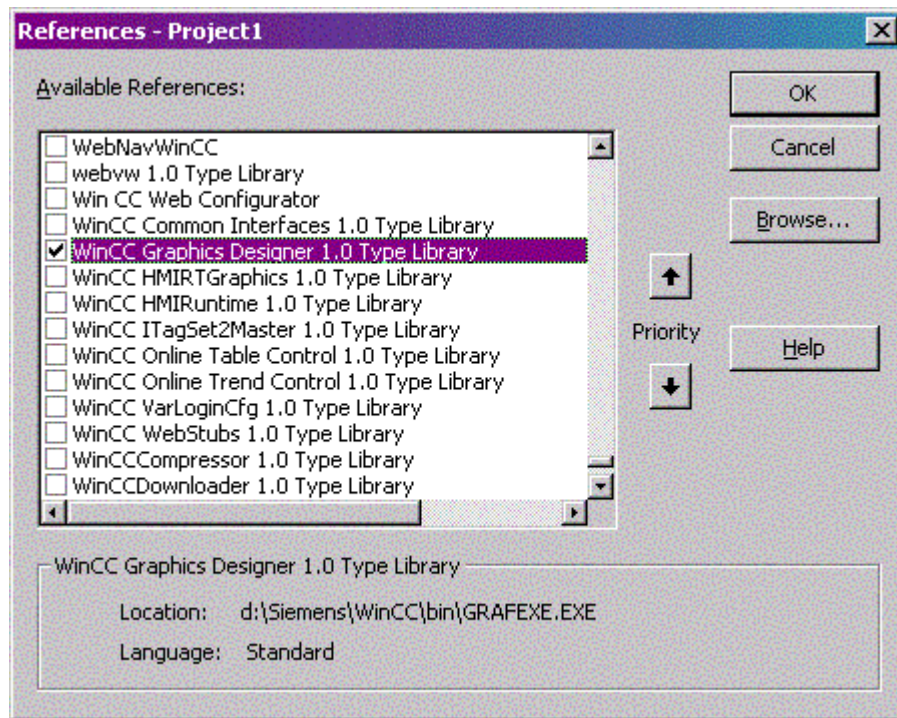 References - Project1
Available References:
OK
WebNavWinCC
Cancel
webvw 1.0 Type Library
Win CC Web Configurator
WinCC Common Interfaces 1.0 Type Library
Browse...
WinCC Graphics Designer 1.0 Type Library
WinCC HMIRTGraphics 1.0 Type Library
WinCC HMIRuntime 1.0 Type Library
WinCC ITagSet2Master 1.0 Type Library
Priority
Help
WinCC Online Table Control 1.0 Type Library
WinCC Online Trend Control 1.0 Type Library
WinCC VarLoginCfg 1.0 Type Library
WinCC WebStubs 1.0 Type Library
WinCCCompressor 1.0 Type Library
WinCCDownloader 1.0 Type Library
WinCC Graphics Designer 1.0 Type Library
Location: d:\Siemens\WinCC\bin\GRAFEXE.EXE
Language: Standard